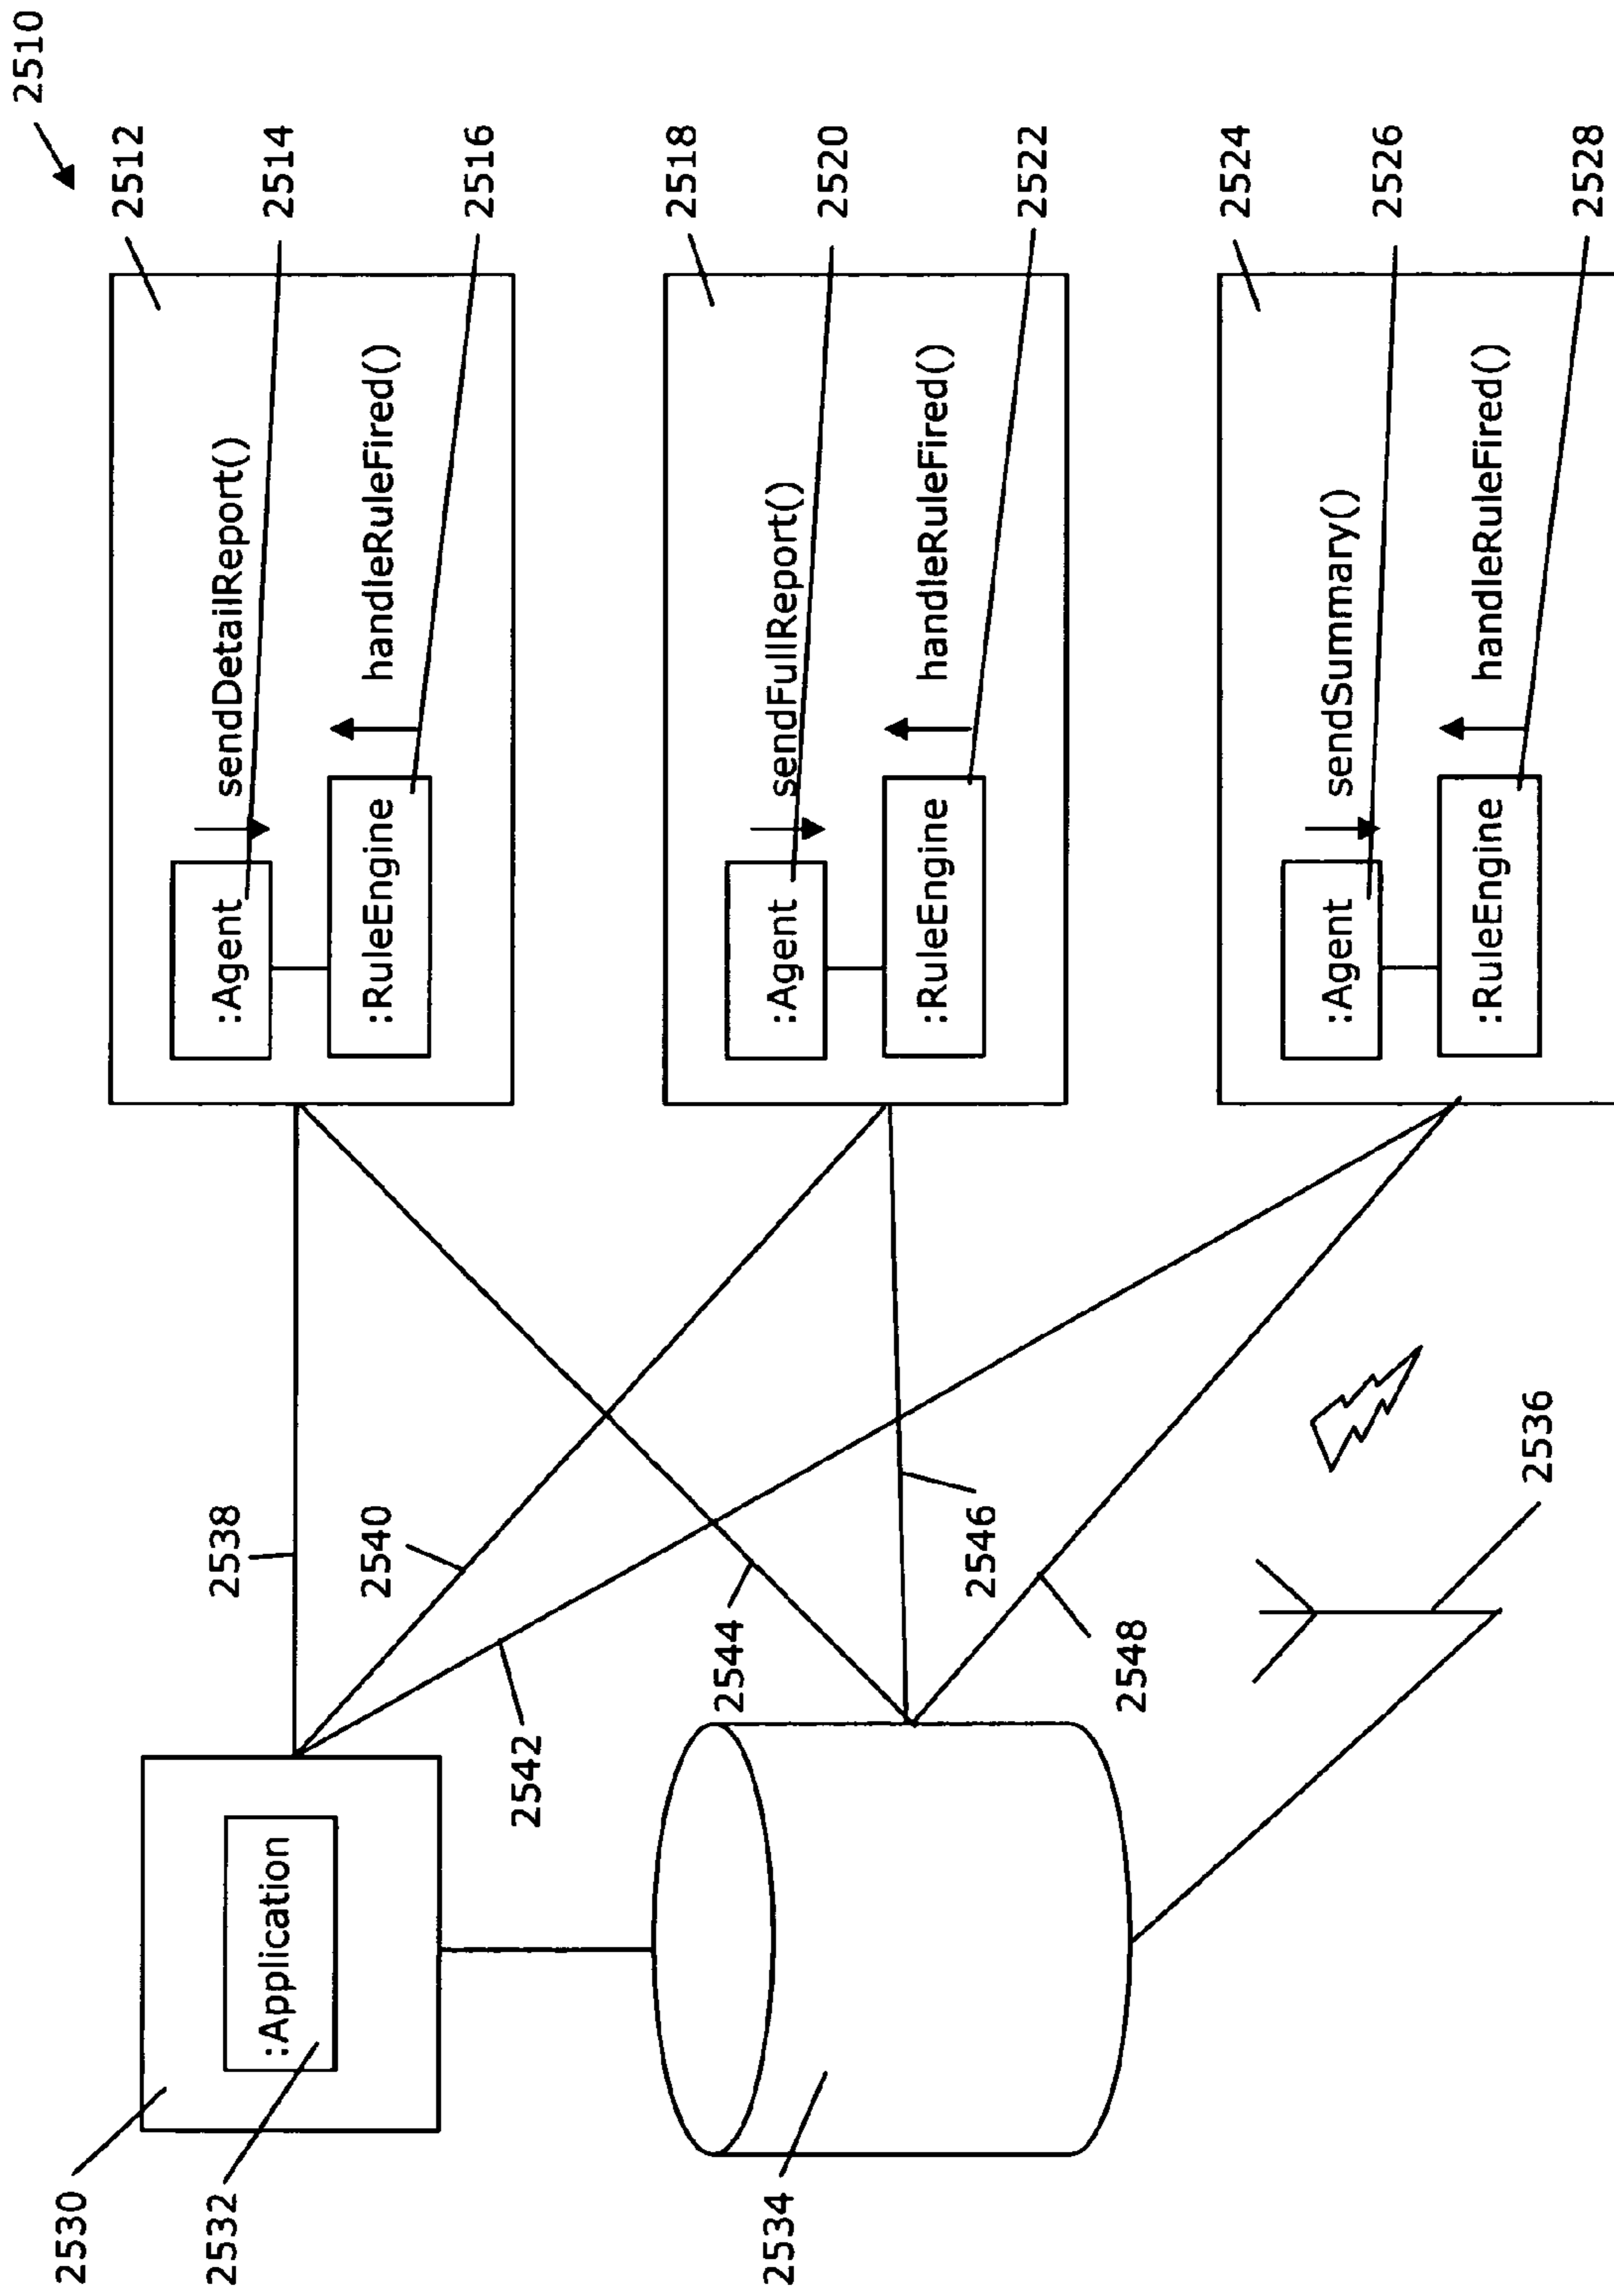 2510
2512
:Agent
sendDetailReport()
2514
:RuleEngine
handleRuleFired()
2516
2518
:Agent
sendFullReport()
2520
:RuleEngine
handleRuleFired()
2522
2524
:Agent
sendSummary()
2526
:RuleEngine
handleRuleFired()
2528
2530
:Application
2532
2534
2538
2540
2542
2544
2546
2548
2536